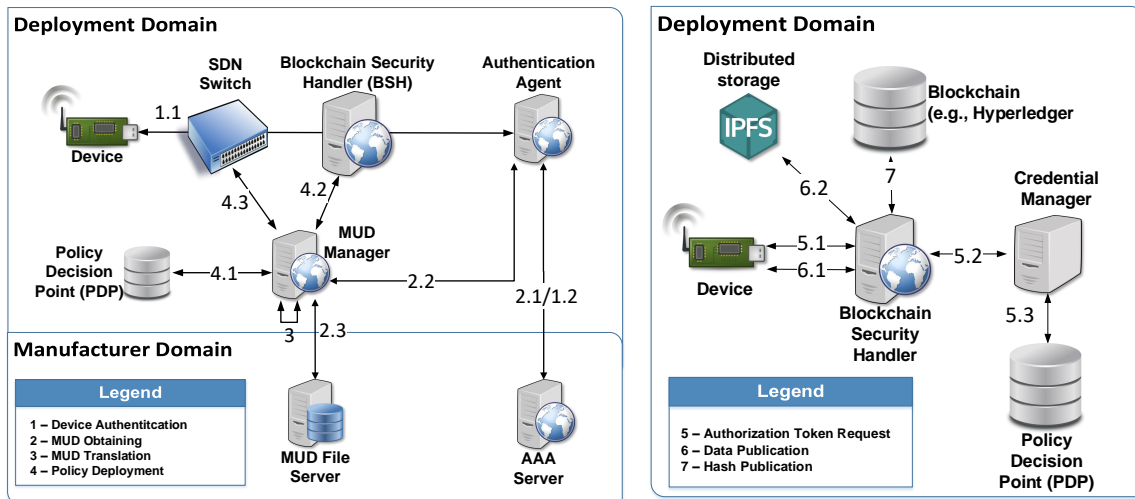 Deployment Domain
SDN
Switch
Blockchain Security
Handler (BSH)
Authentication
Agent
1.1
Device
4.3
4.2
MUD
Manager
Policy
Decision
Point (PDP)
4.1
2.2
2.1/1.2
3
2.3
Manufacturer Domain
Legend
1 – Device Authentitcation
2 – MUD Obtaining
3 – MUD Translation
4 – Policy Deployment
MUD File
Server
AAA
Server
Deployment Domain
Distributed
storage
IPFS
Blockchain
(e.g., Hyperledger
6.2
7
Credential
Manager
5.1
6.1
5.2
Device
Blockchain
Security
Handler
5.3
Legend
5 – Authorization Token Request
6 – Data Publication
7 – Hash Publication
Policy
Decision
Point (PDP)